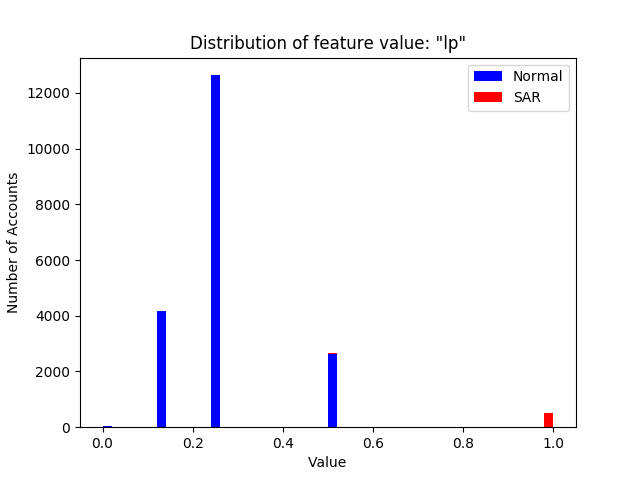 Distribution of feature value: "lp"
Normal
SAR
Number of Accounts
12000
10000
8000
6000
4000
2000
0
0.0 0.2 0.4 0.6 0.8 1.0
Value